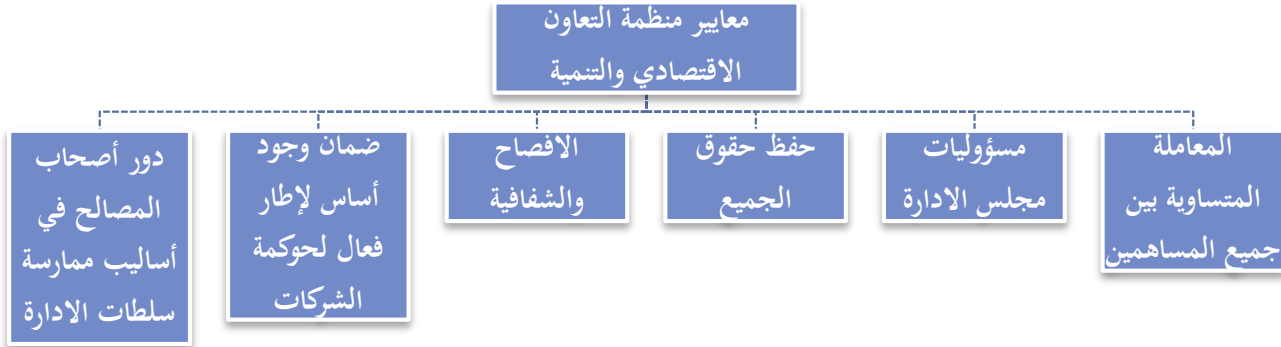 معايير منظمة التعاون
الاقتصادي والتنمية
المعاملة
المتساوية بين
جميع المساهمين
مسؤوليات
مجلس الادارة
حفظ حقوق
الجميع
الافصاح
والشفافية
ضمان وجود
أساس لإطار
فعال لحوكمة
الشركات
دور أصحاب
المصالح في
أساليب ممارسة
سلطات الادارة